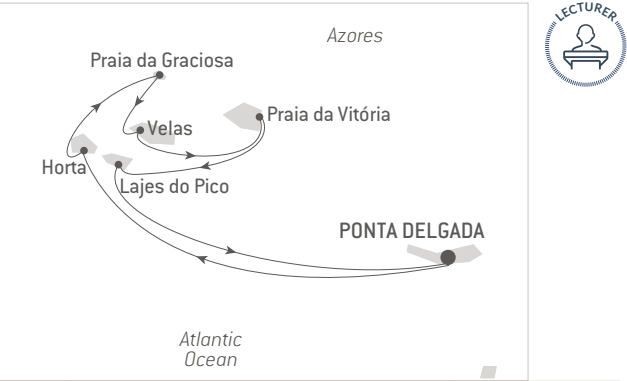 LECTURER
Azores
Praia da Graciosa
Praia da Vitória
Velas
Horta
Lajes do Pico
PONTA DELGADA
Atlantic
Ocean